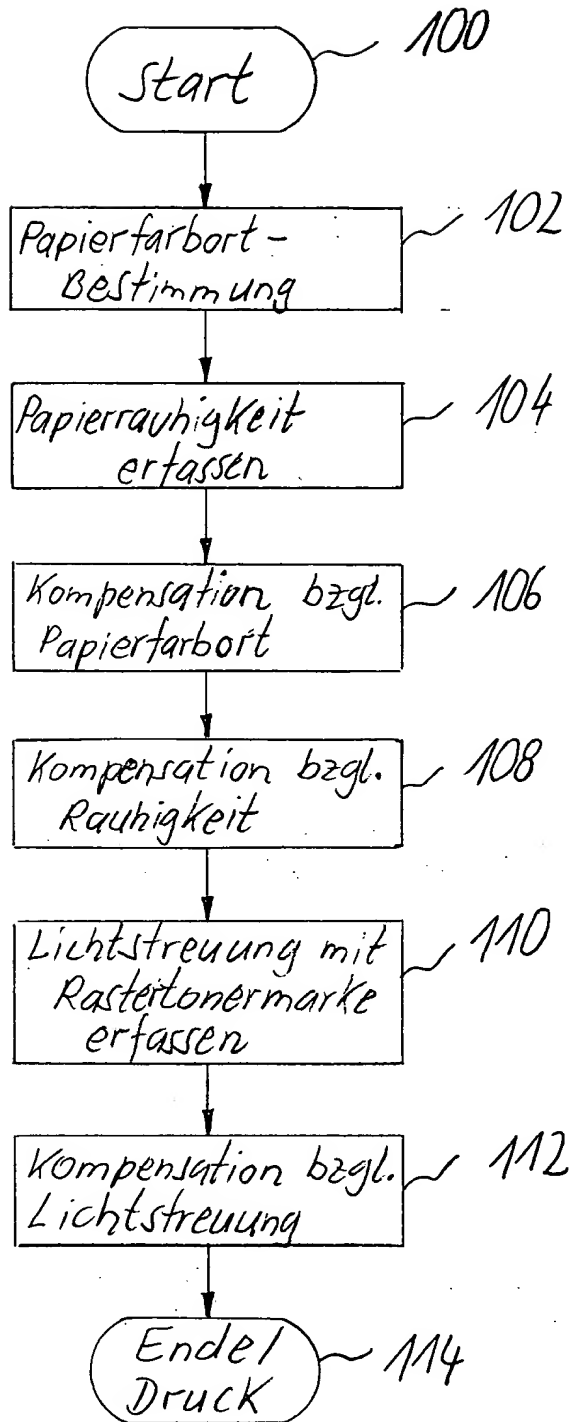 100
Start
102
Papierfarbort-
Bestimmung
104
Papierrauhigkeit
erfassen
106
Kompensation bzgl.
Papierfarbort
108
Kompensation bzgl.
Rauhigkeit
110
Lichtstreuung mit
Rastertonermarke
erfassen
112
Kompensation bzgl.
Lichtstreuung
Ende/
Druck
114